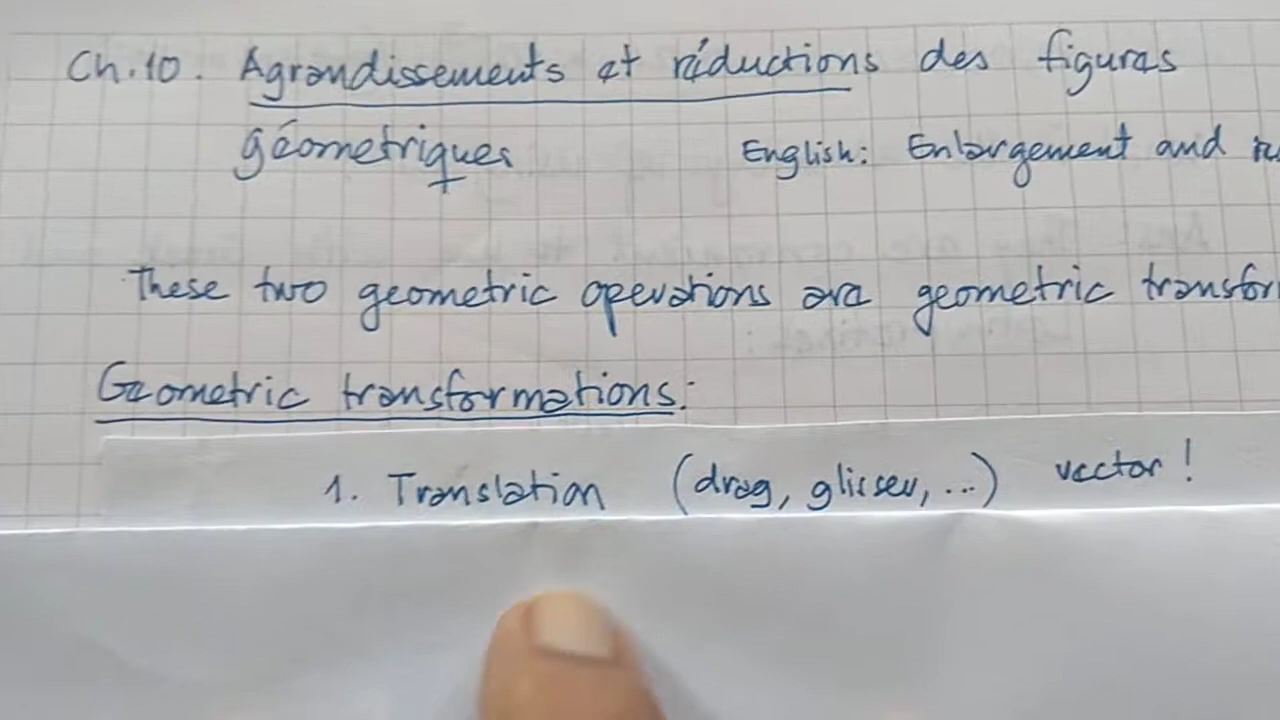 Ch.10. Agrandissements et réductions des figures
géometriques English: Enlargement and
These two geometric operations are geometric transfor
Geometric transformations:
1. Translation (drag, glisser, ...) vector!